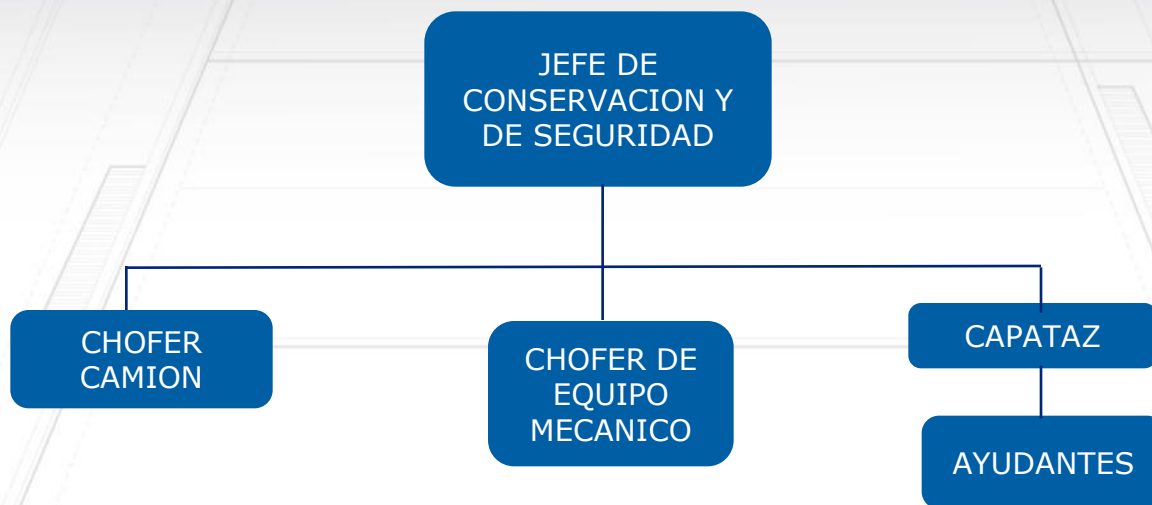 JEFE DE
CONSERVACION Y
DE SEGURIDAD
CHOFER
CAMION
CHOFER DE
EQUIPO
MECANICO
CAPATAZ
AYUDANTES